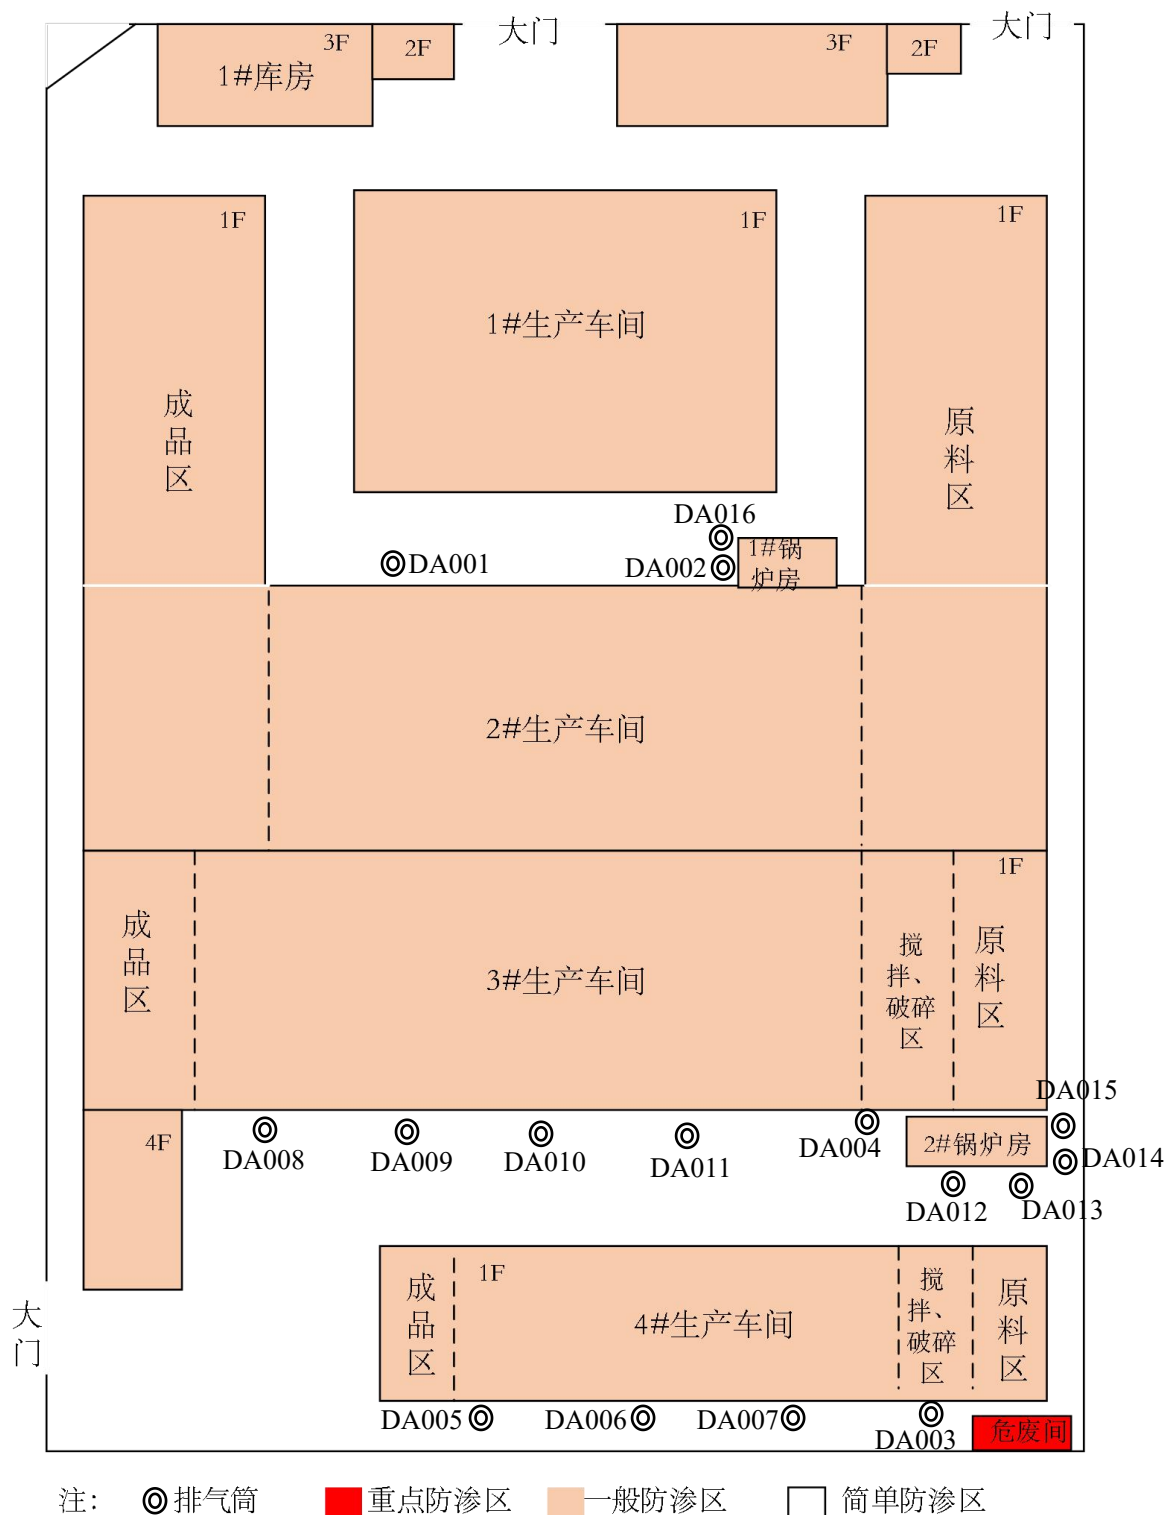 大门
大门
3F
2F
3F
2F
1#库房
1F
1F
1F
1#生产车间
成
品
区
原
料
区
DA016
DA001
DA002
1#锅
炉房
2#生产车间
1F
成
品
区
3#生产车间
搅
拌、
破碎
区
原
料
区
DA015
4F
DA008
DA009
DA010
DA011
DA004
2#锅炉房
DA014
DA012
DA013
大
门
成
品
区
1F
4#生产车间
搅
拌、
破碎
区
原
料
区
DA005
DA006
DA007
DA003
危废间
注: 排气筒 重点防渗区 一般防渗区 简单防渗区